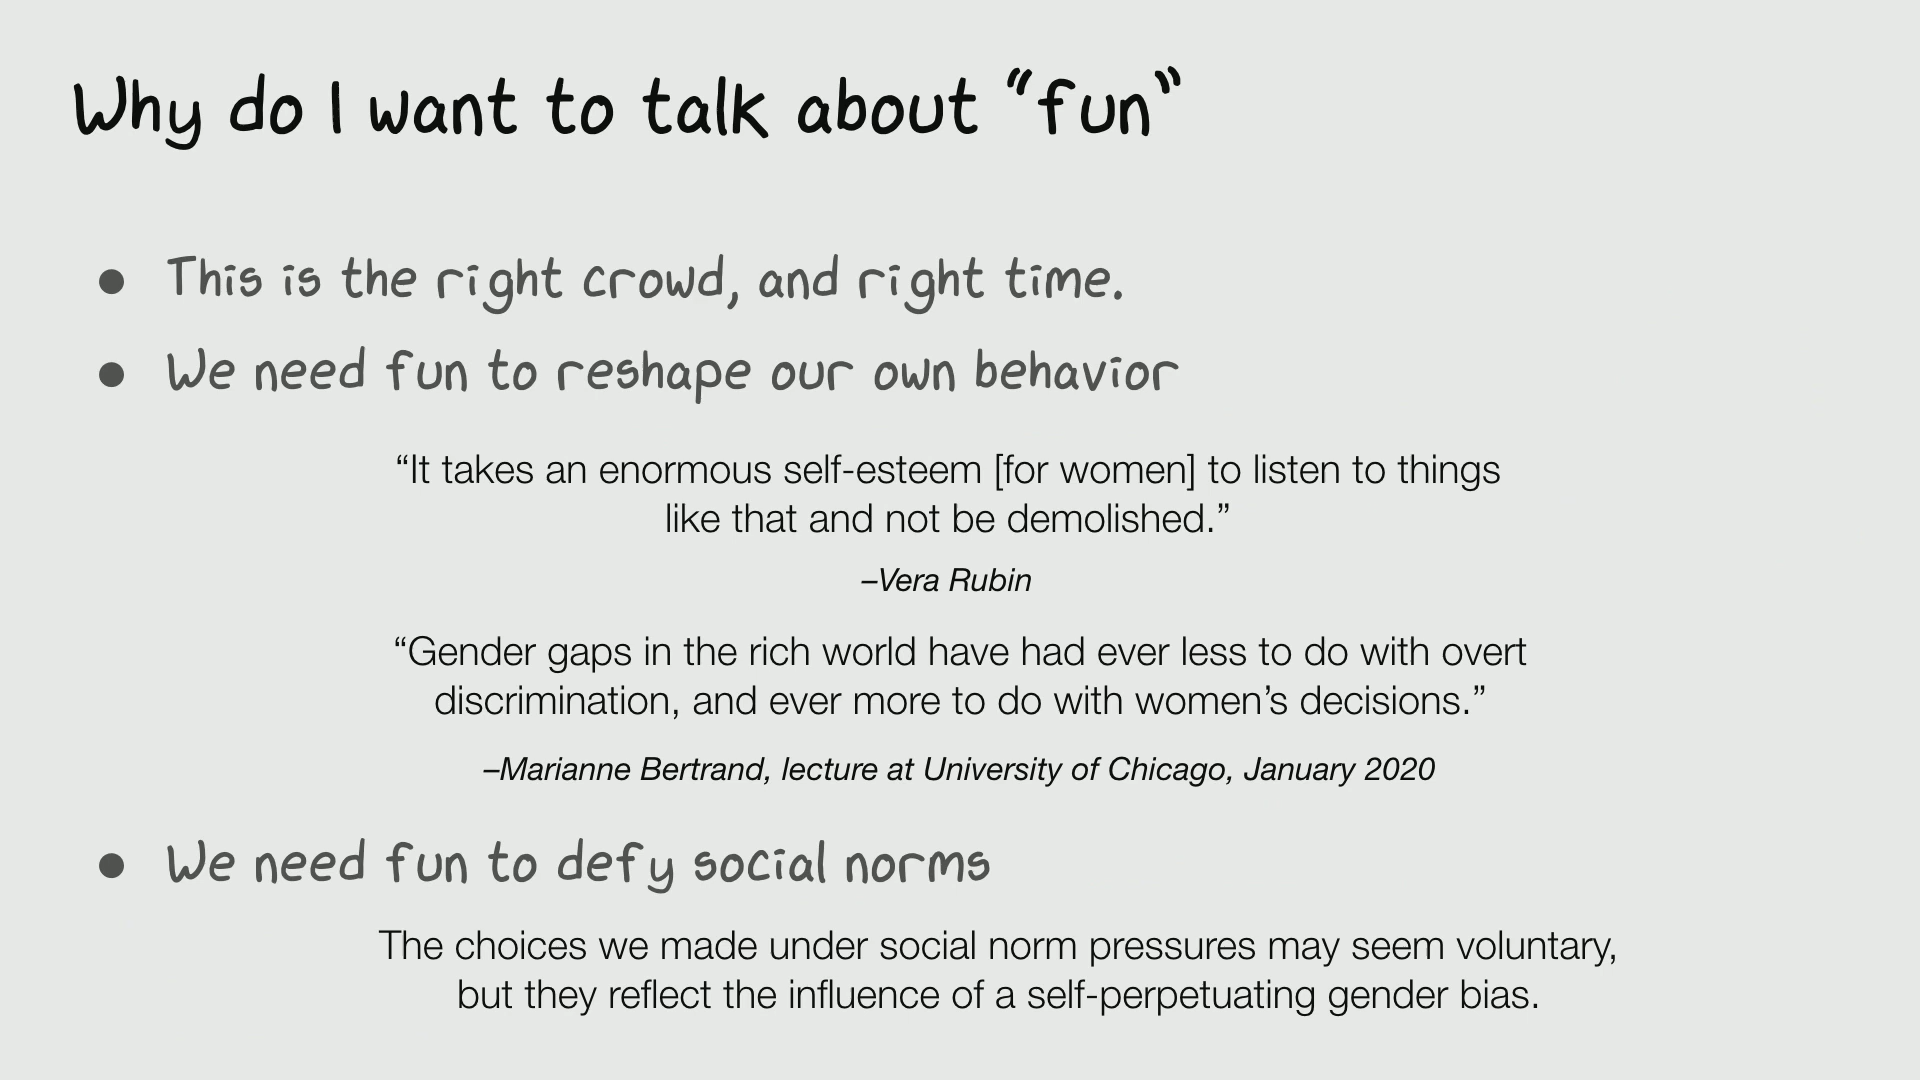 Why do I want to talk about “fun”
● This is the right crowd, and right time.
● We need fun to reshape our own behavior
“It takes an enormous self-esteem [for women] to listen to things
like that and not be demolished.”
–Vera Rubin
“Gender gaps in the rich world have had ever less to do with overt
discrimination, and ever more to do with women’s decisions.”
–Marianne Bertrand, lecture at University of Chicago, January 2020
● We need fun to defy social norms
The choices we made under social norm pressures may seem voluntary,
but they reflect the influence of a self-perpetuating gender bias.